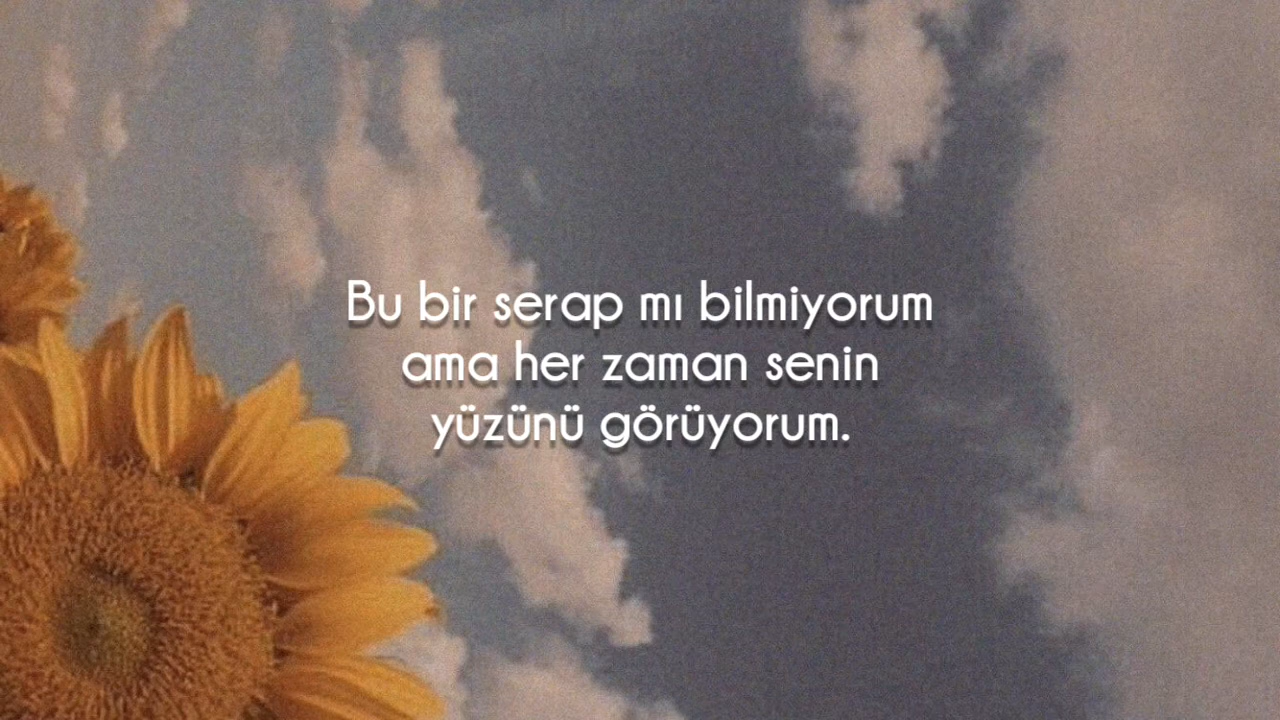 Bu bir serap mı bilmiyorum
ama her zaman senin
yüzünü görüyorum.